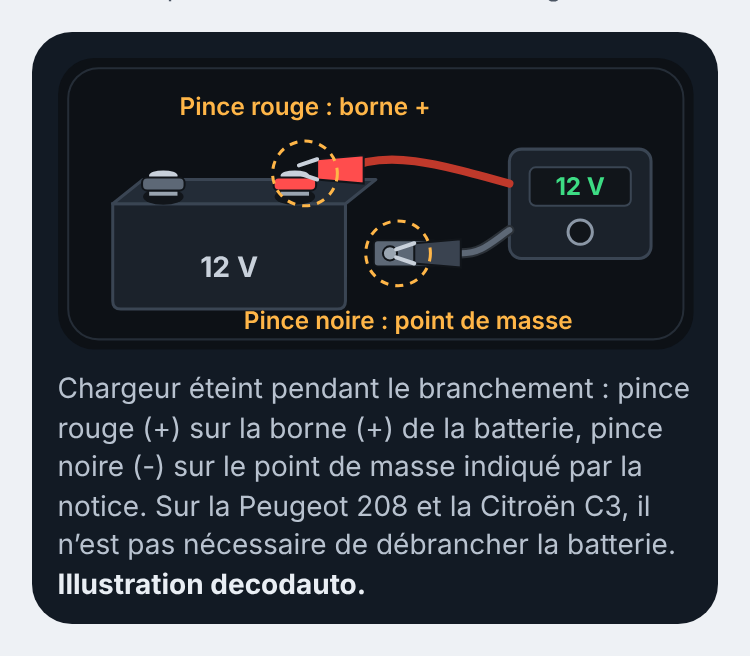 Pince rouge : borne +
12 V
12 V
Pince noire : point de masse
Chargeur éteint pendant le branchement : pince
rouge (+) sur la borne (+) de la batterie, pince
noire (-) sur le point de masse indiqué par la
notice. Sur la Peugeot 208 et la Citroën C3, il
n’est pas nécessaire de débrancher la batterie.
Illustration decodauto.